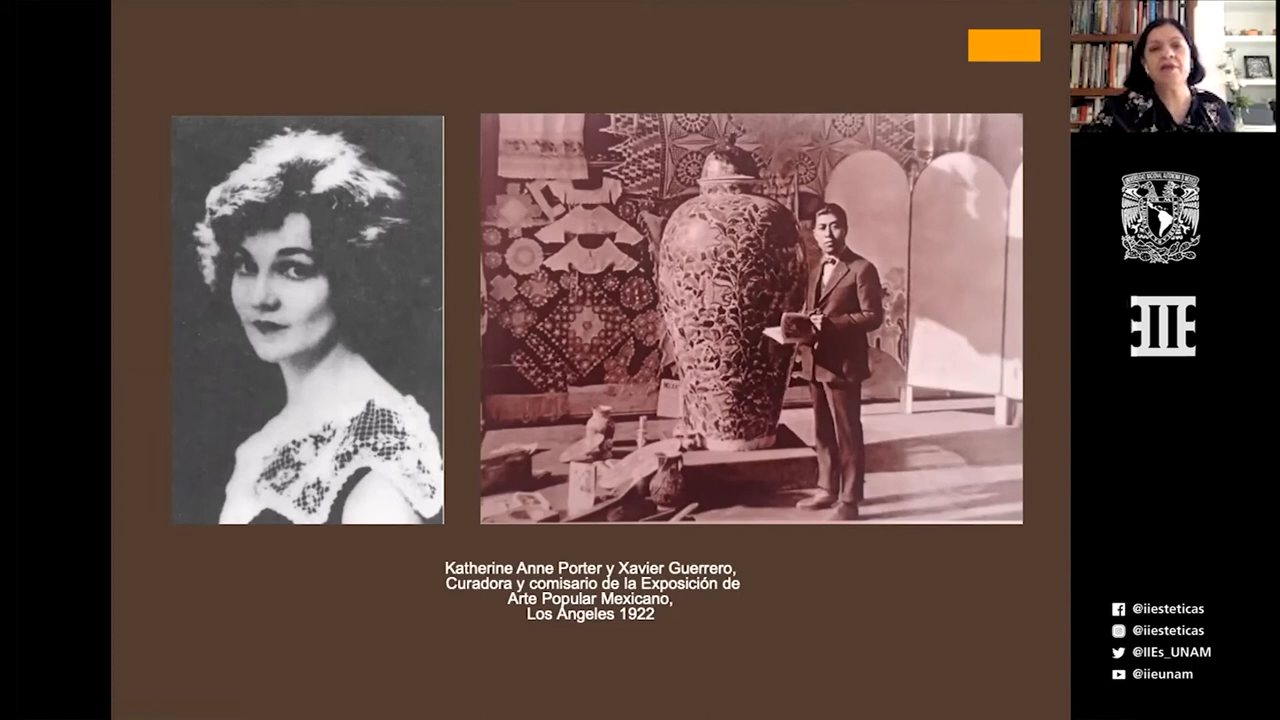 Katherine Anne Porter y Xavier Guerrero,
Curadora y comisario de la Exposición de
Arte Popular Mexicano,
Los Angeles 1922
@iiesteticas
@iiesteticas
@IIEs_UNAM
@iieunam